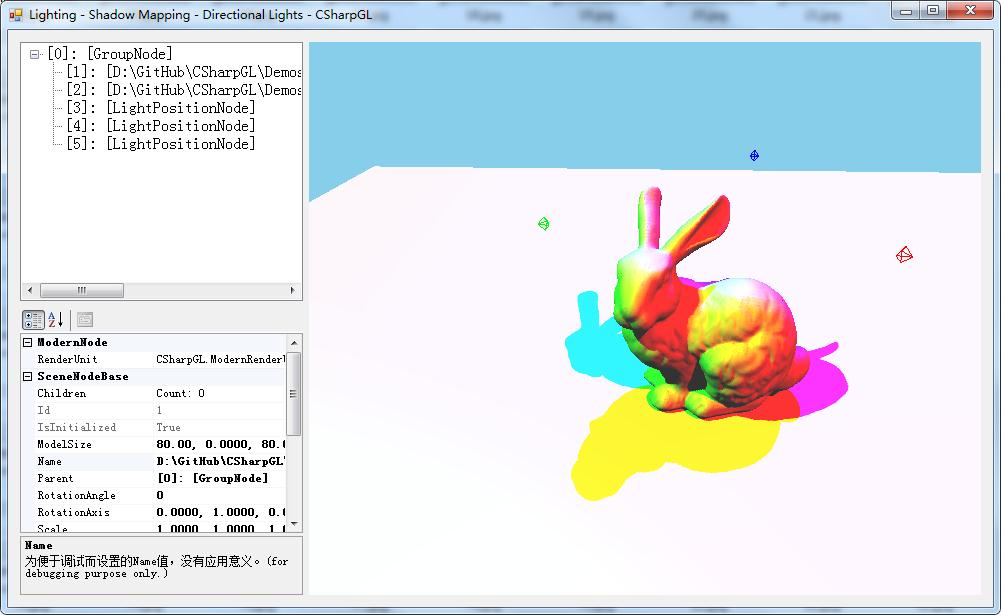 Lighting - Shadow Mapping - Directional Lights - CSharpGL
[0]: [GroupNode]
[1]: [D:\GitHub\CSharpGL\Demos
[2]: [D:\GitHub\CSharpGL\Demos
[3]: [LightPositionNode]
[4]: [LightPositionNode]
[5]: [LightPositionNode]
ModernNode
RenderUnit CSharpGL.ModernRenderU
SceneNodeBase
Children Count: 0
Id 1
IsInitialized True
ModelSize 80.00, 0.0000, 80.0
Name D:\GitHub\CSharpGL\
Parent [0]: [GroupNode]
RotationAngle 0
RotationAxis 0.0000, 1.0000, 0.0
Scale 1.0000, 1.0000, 1.0
Name
为便于调试而设置的Name值，没有应用意义。(for
debugging purpose only.)